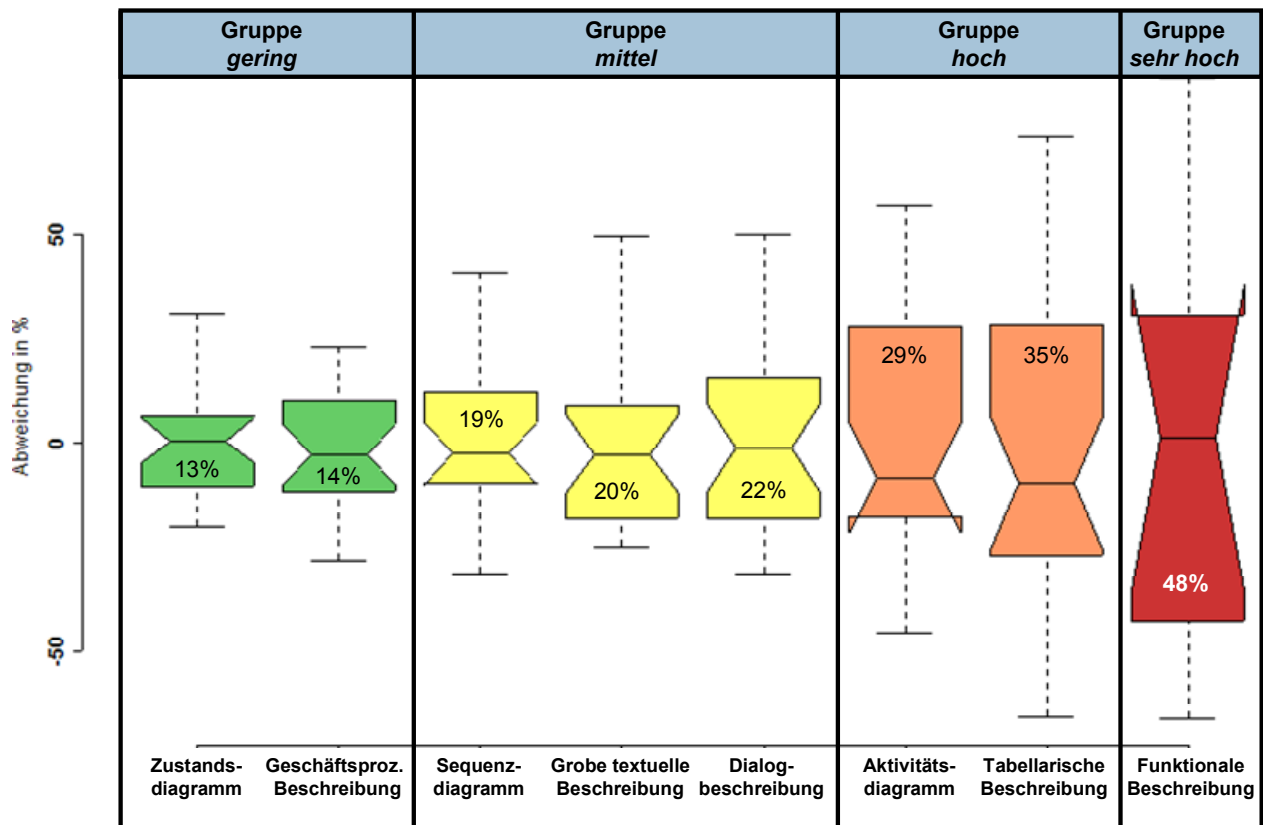 Gruppe
gering
Gruppe
mittel
Gruppe
hoch
Gruppe
sehr hoch
Abweichung in %
50
0
-50
13%
14%
19%
20%
22%
29%
35%
48%
Zustands-
diagramm
Geschäftsproz.
Beschreibung
Sequenz-
diagramm
Grobe textuelle
Beschreibung
Dialog-
beschreibung
Aktivitäts-
diagramm
Tabellarische
Beschreibung
Funktionale
Beschreibung